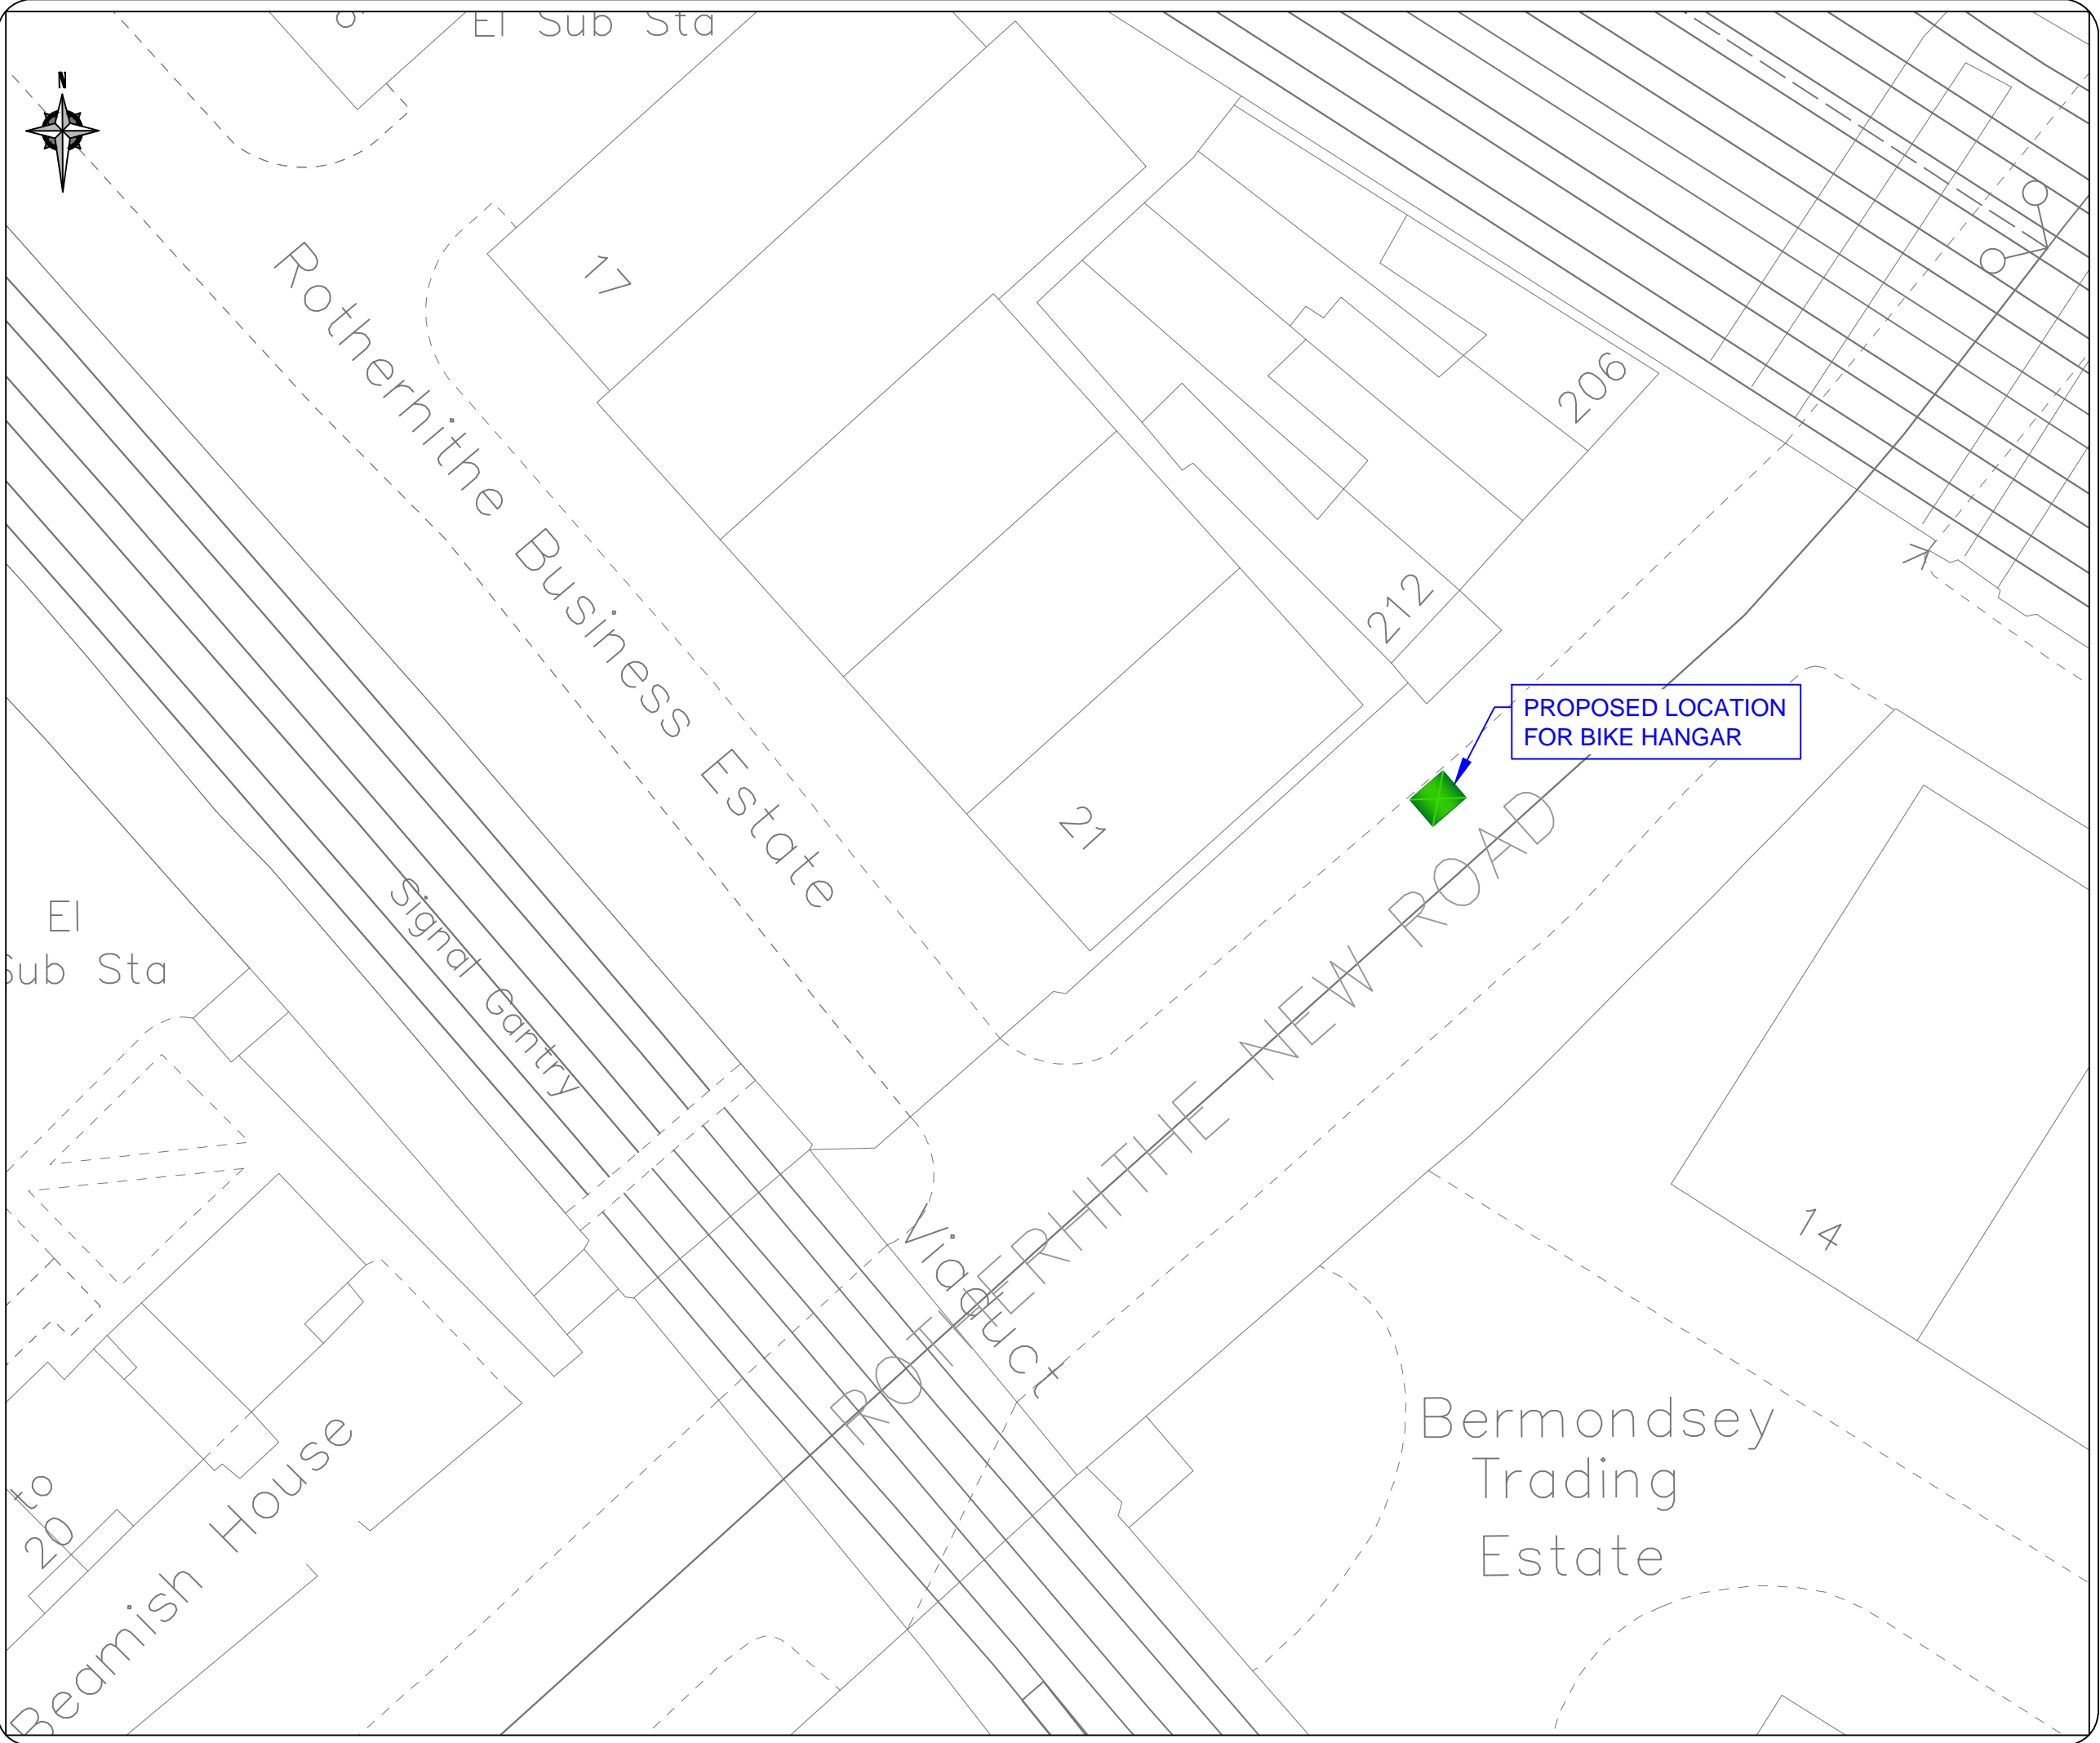 El Sub Sta
N
17
Rotherhithe Business Estate
206
212
PROPOSED LOCATION
FOR BIKE HANGAR
21
El
Sub Sta
Signal Gantry
ROTHERHITHE NEW ROAD
Viaduct
14
Bermondsey
Trading
Estate
to
20
Beamish House